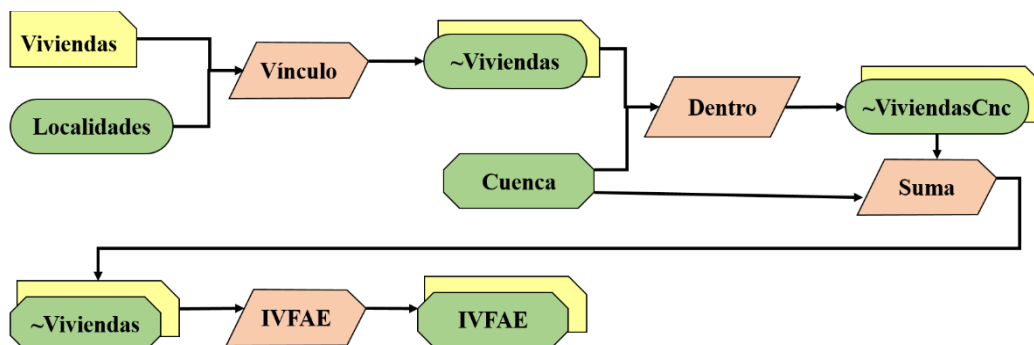 Viviendas
Vínculo
~Viviendas
Localidades
Dentro
~ViviendasCnc
Cuenca
Suma
~Viviendas
IVFAE
IVFAE